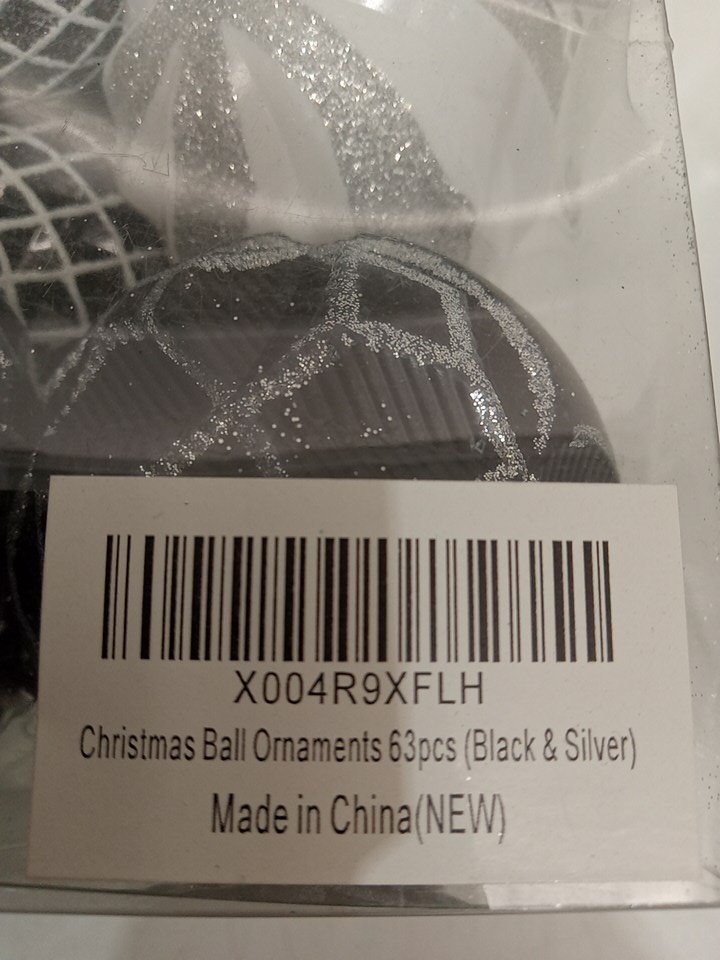 X004R9XFLH
Christmas Ball Ornaments 63pcs (Black & Silver)
Made in China(NEW)